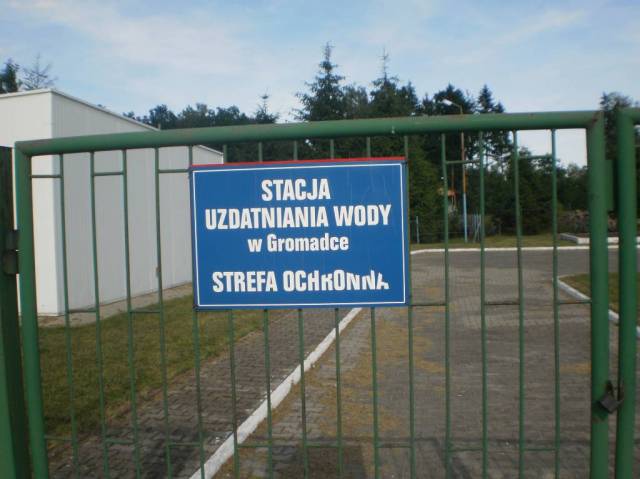 STACJA
UZDATNIANIA WODY
w Gromadce
STREFA OCHRONNA